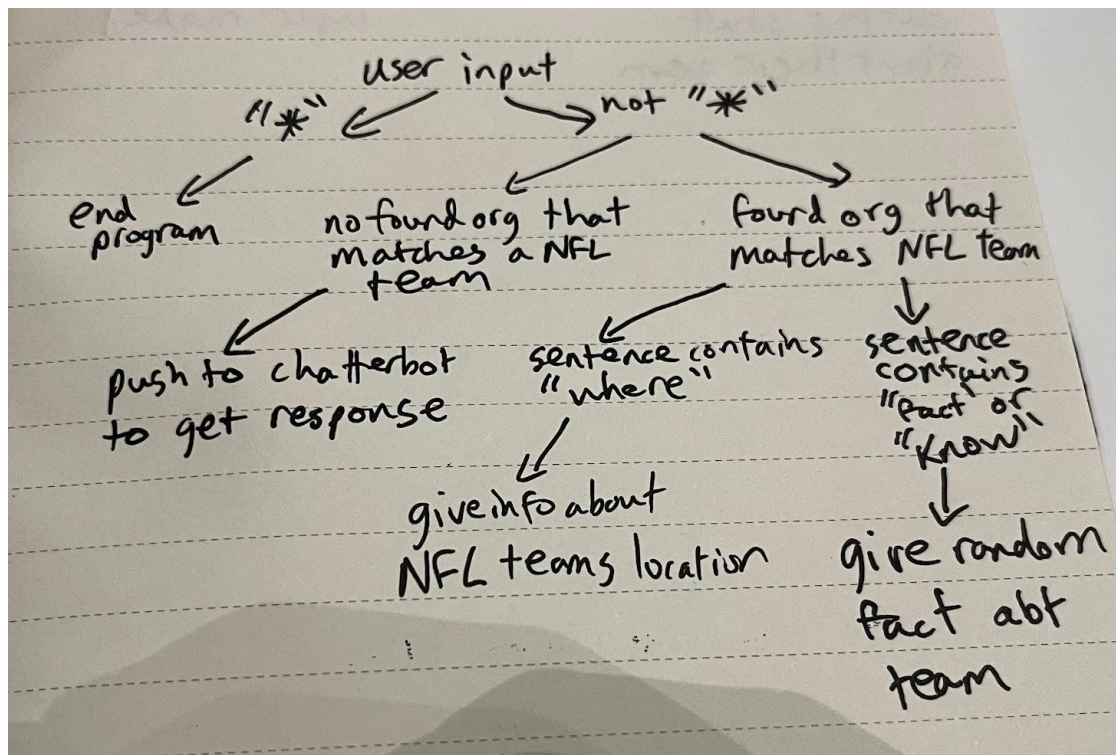 user input
"*"
not "*"
end
program
no found org that
matches a NFL
team
found org that
matches NFL team
push to chatterbot
to get response
sentence contains
"where"
sentence
contains
"fact" or
"know"
give info about
NFL teams location
give random
fact abt
team